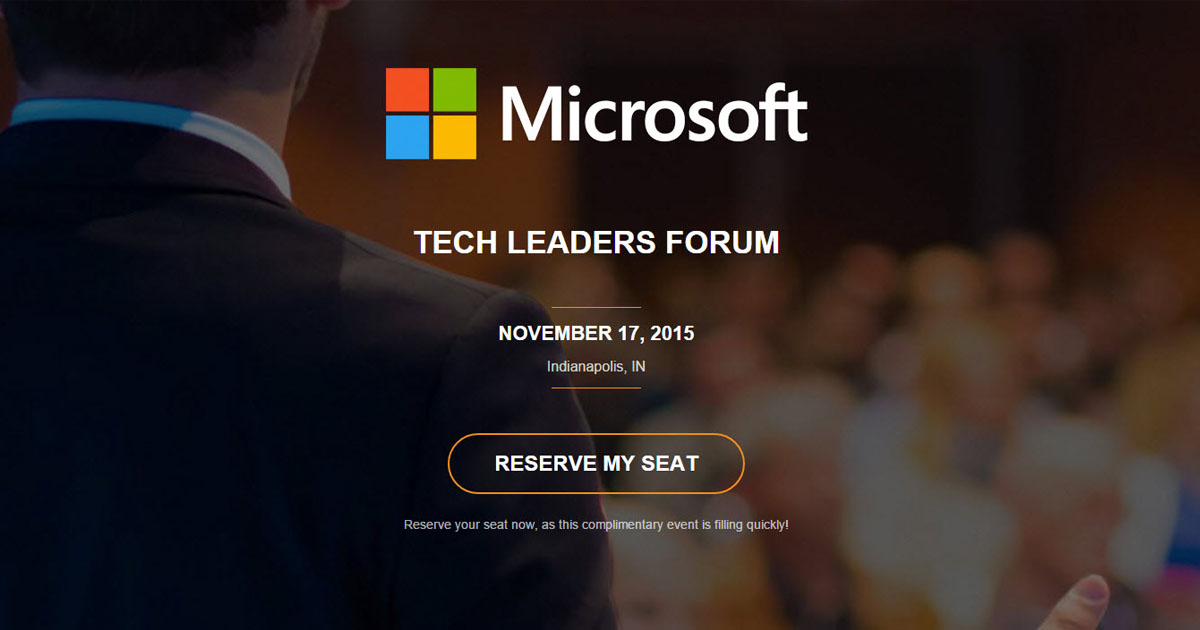 Microsoft
TECH LEADERS FORUM
NOVEMBER 17, 2015
Indianapolis, IN
RESERVE MY SEAT
Reserve your seat now, as this complimentary event is filling quickly!